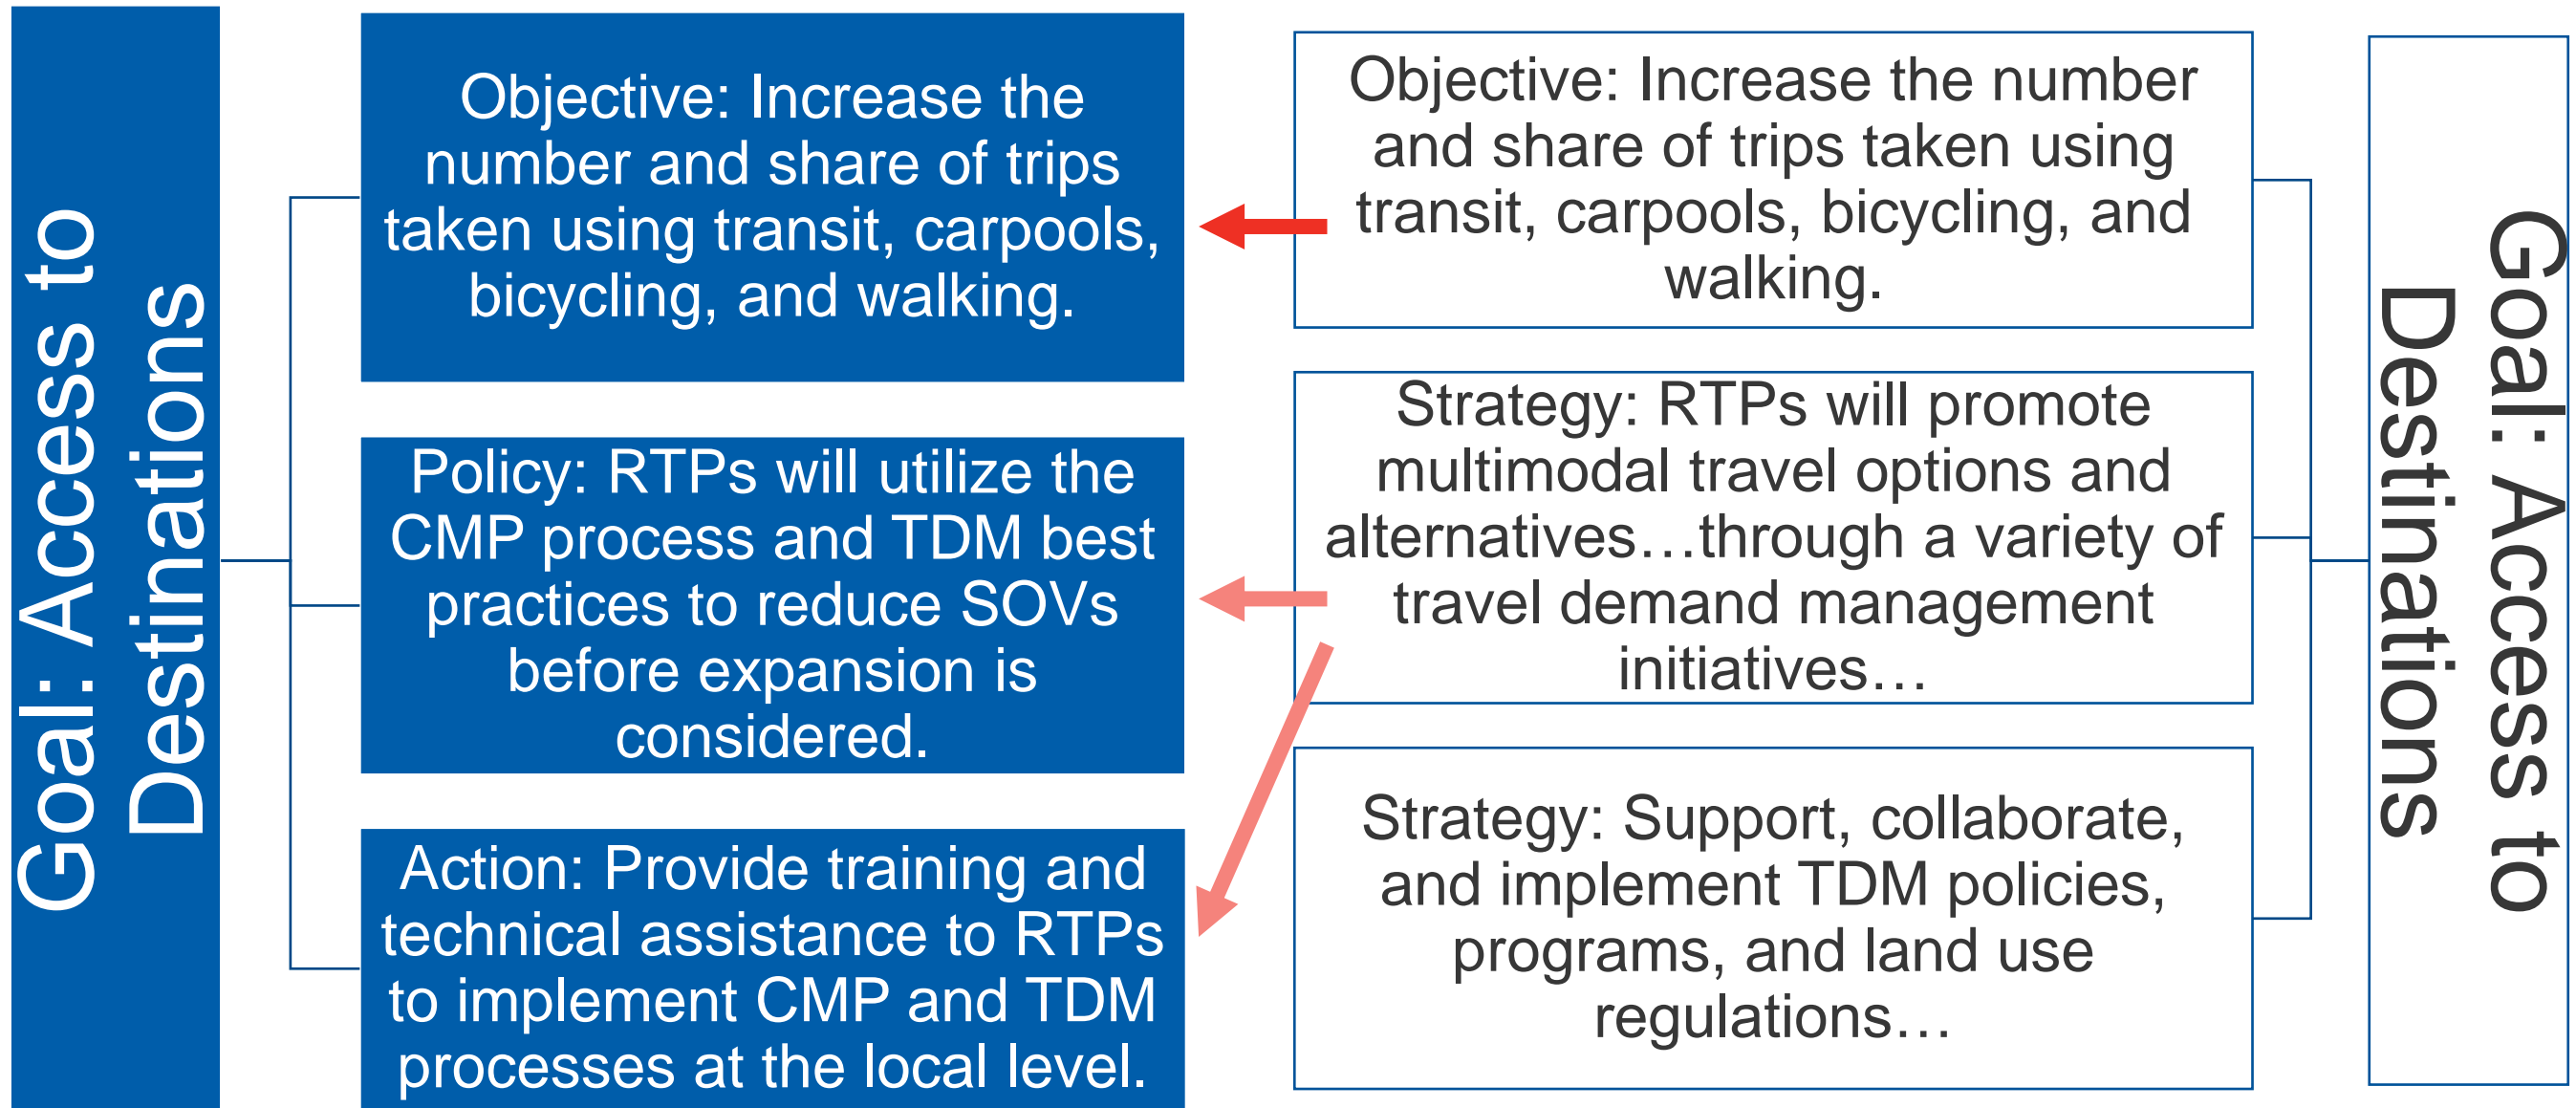 Goal: Access to
Destinations
Objective: Increase the
number and share of trips
taken using transit, carpools,
bicycling, and walking.
Policy: RTPs will utilize the
CMP process and TDM best
practices to reduce SOVs
before expansion is
considered.
Action: Provide training and
technical assistance to RTPs
to implement CMP and TDM
processes at the local level.
Objective: Increase the number
and share of trips taken using
transit, carpools, bicycling, and
walking.
Strategy: RTPs will promote
multimodal travel options and
alternatives…through a variety of
travel demand management
initiatives…
Strategy: Support, collaborate,
and implement TDM policies,
programs, and land use
regulations…
Goal: Access to
Destinations